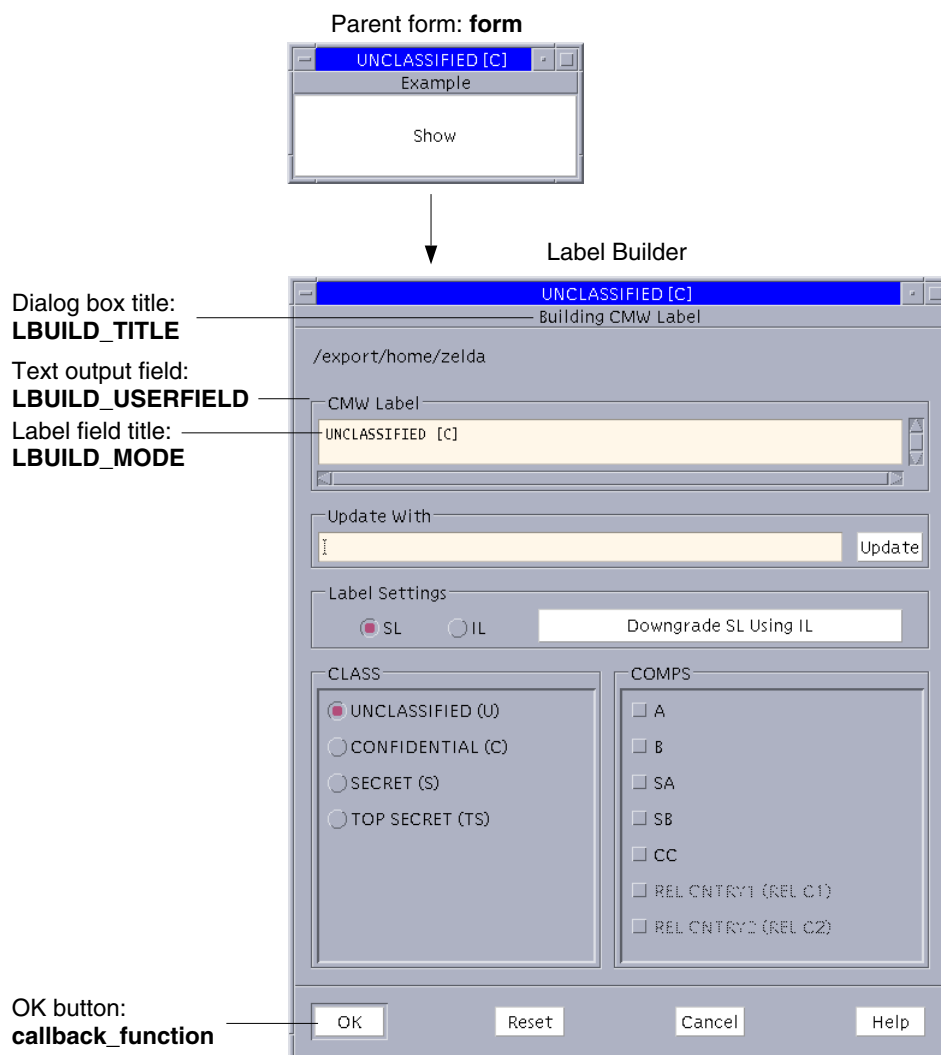 Parent form: form
UNCLASSIFIED [C]
Example
Show
Label Builder
UNCLASSIFIED [C]
Building CMW Label
Dialog box title:
LBUILD_TITLE
/export/home/zelda
Text output field:
LBUILD_USERFIELD
CMW Label
Label field title:
LBUILD_MODE
UNCLASSIFIED [C]
Update With
Update
Label Settings
SL IL Downgrade SL Using IL
CLASS COMPS
UNCLASSIFIED (U) A
CONFIDENTIAL (C) B
SECRET (S) SA
TOP SECRET (TS) SB
CC
REL CNTRY1 (REL C1)
REL CNTRY2 (REL C2)
OK button:
callback_function
OK Reset Cancel Help